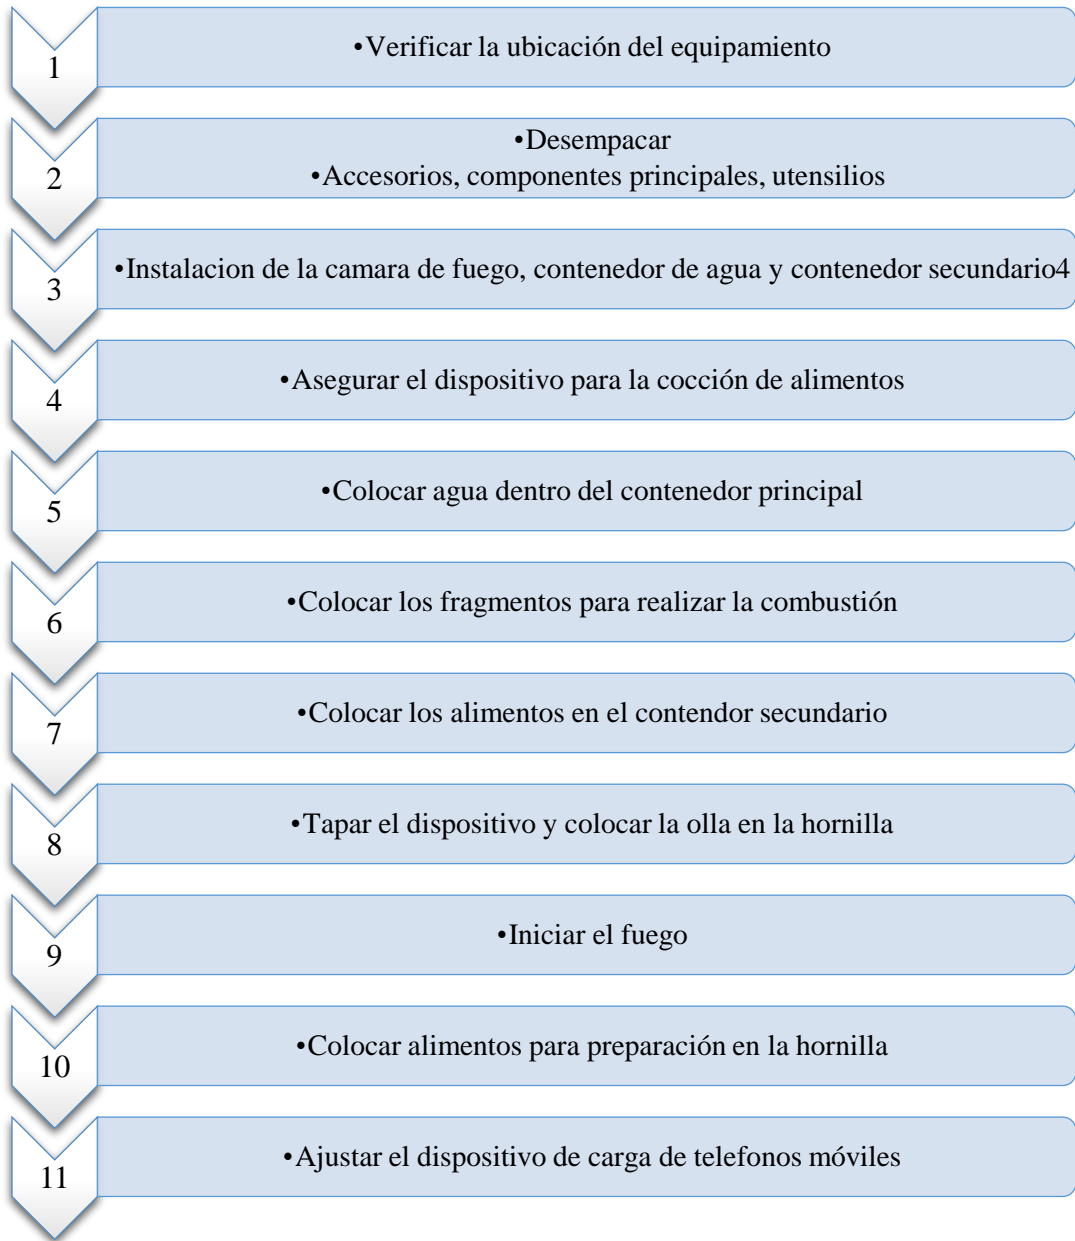 1
•Verificar la ubicación del equipamiento
2
•Desempacar
•Accesorios, componentes principales, utensilios
3
•Instalacion de la camara de fuego, contenedor de agua y contenedor secundario4
4
•Asegurar el dispositivo para la cocción de alimentos
5
•Colocar agua dentro del contenedor principal
6
•Colocar los fragmentos para realizar la combustión
7
•Colocar los alimentos en el contendor secundario
8
•Tapar el dispositivo y colocar la olla en la hornilla
9
•Iniciar el fuego
10
•Colocar alimentos para preparación en la hornilla
11
•Ajustar el dispositivo de carga de telefonos móviles